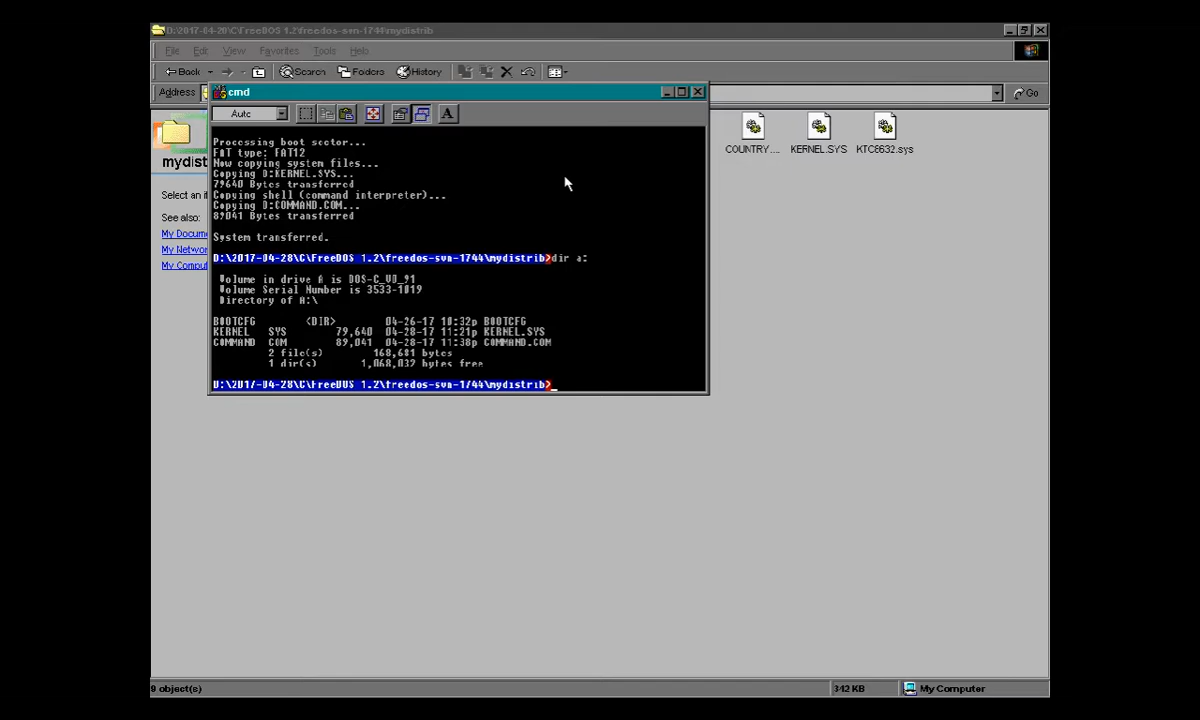 D:\2017-04-28\C\FreeDOS 1.2\freedos-svn-1744\mydistrib
File Edit View Favorites Tools Help
Back Search Folders History
Address Go
cmd
Auto
Processing boot sector...
FAT type: FAT12
Now copying system files...
Copying D:KERNEL.SYS...
79640 Bytes transferred
Copying shell (command interpreter)...
Copying D:COMMAND.COM...
89041 Bytes transferred
System transferred.
D:\2017-04-28\C\FreeDOS 1.2\freedos-svn-1744\mydistrib>dir a:
Volume in drive A is DOS-C_VD_91
Volume Serial Number is 3533-1019
Directory of A:\
BOOTCFG <DIR> 04-26-17 10:32p BOOTCFG
KERNEL SYS 79,640 04-28-17 11:21p KERNEL.SYS
COMMAND COM 89,041 04-28-17 11:38p COMMAND.COM
2 file(s) 168,681 bytes
1 dir(s) 1,068,032 bytes free
D:\2017-04-28\C\FreeDOS 1.2\freedos-svn-1744\mydistrib>
COUNTRY.... KERNEL.SYS KTC8632.sys
mydist
Select an i
See also:
My Docum
My Networ
My Comput
9 object(s) 342 KB My Computer